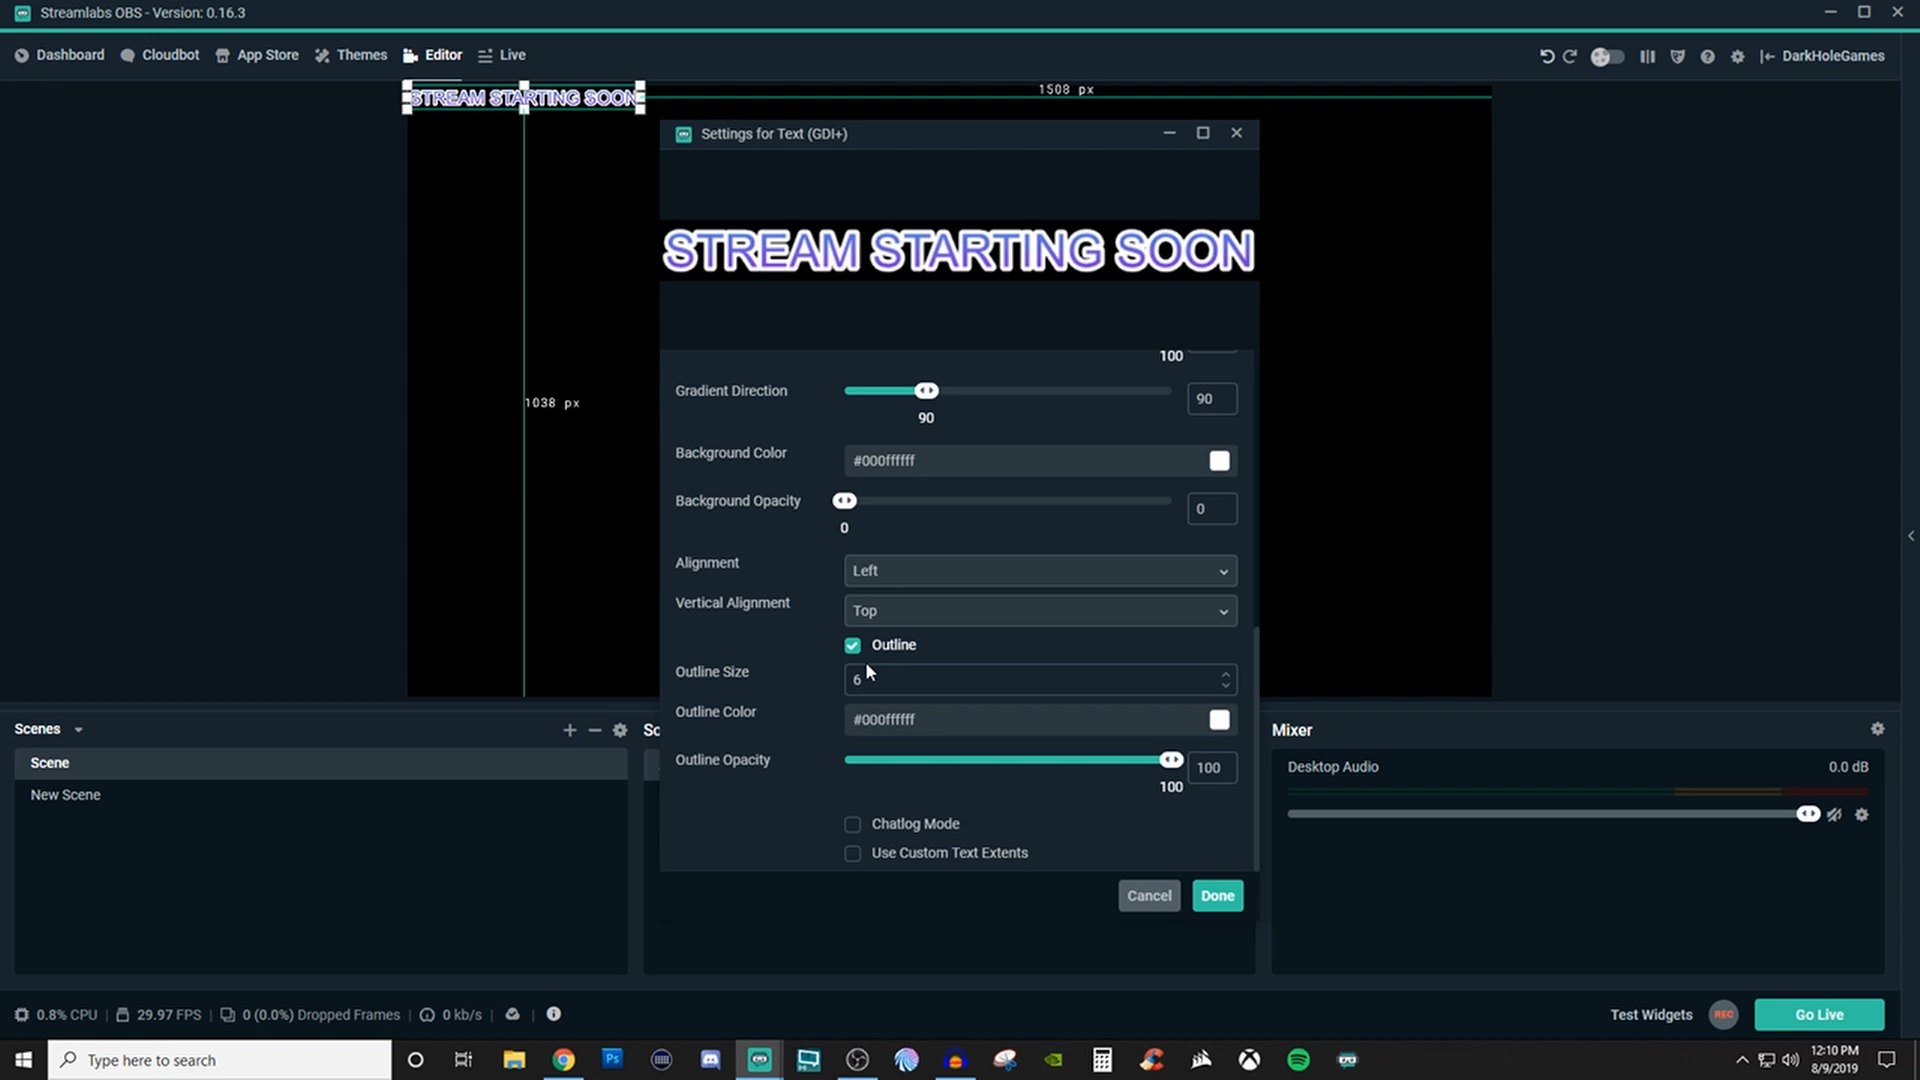 Streamlabs OBS - Version: 0.16.3
Dashboard Cloudbot App Store Themes Editor Live DarkHoleGames
STREAM STARTING SOON 1508 px
Settings for Text (GDI+)
STREAM STARTING SOON
100
Gradient Direction 90
90
1038 px
Background Color #000ffffff
Background Opacity 0
0
Alignment Left
Vertical Alignment Top
Outline
Outline Size 6
Outline Color #000ffffff
Outline Opacity 100
100
Chatlog Mode
Use Custom Text Extents
Cancel Done
Scenes So Mixer
Scene
New Scene
Desktop Audio 0.0 dB
0.8% CPU 29.97 FPS 0 (0.0%) Dropped Frames 0 kb/s Test Widgets REC Go Live
Type here to search Ps 12:10 PM
8/9/2019